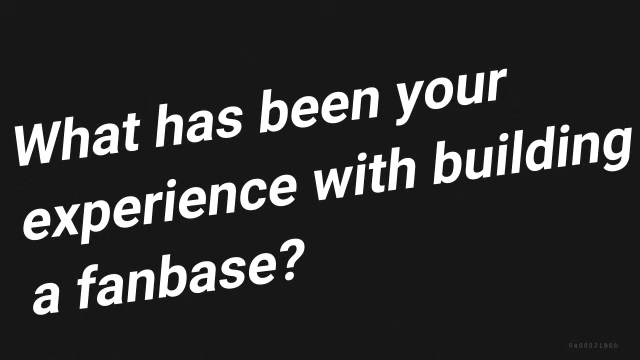 What has been your
experience with building
a fanbase?